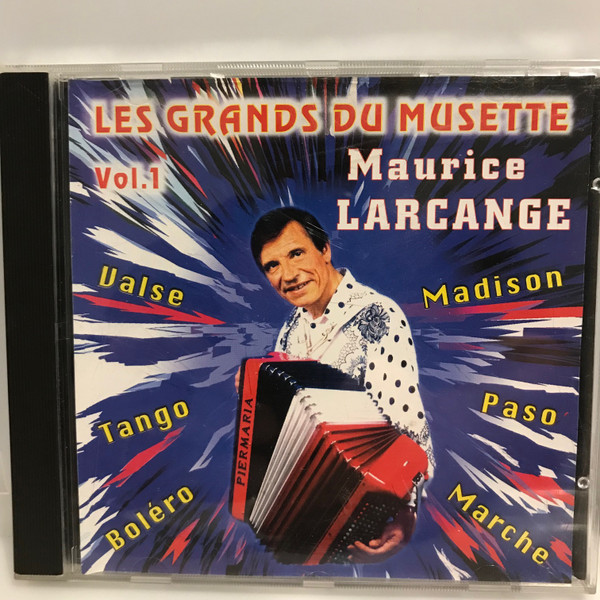 LES GRANDS DU MUSETTE
Vol.1
Maurice
LARCANGE
Valse
Madison
Tango
Paso
Boléro
Marche
PIERMARIA